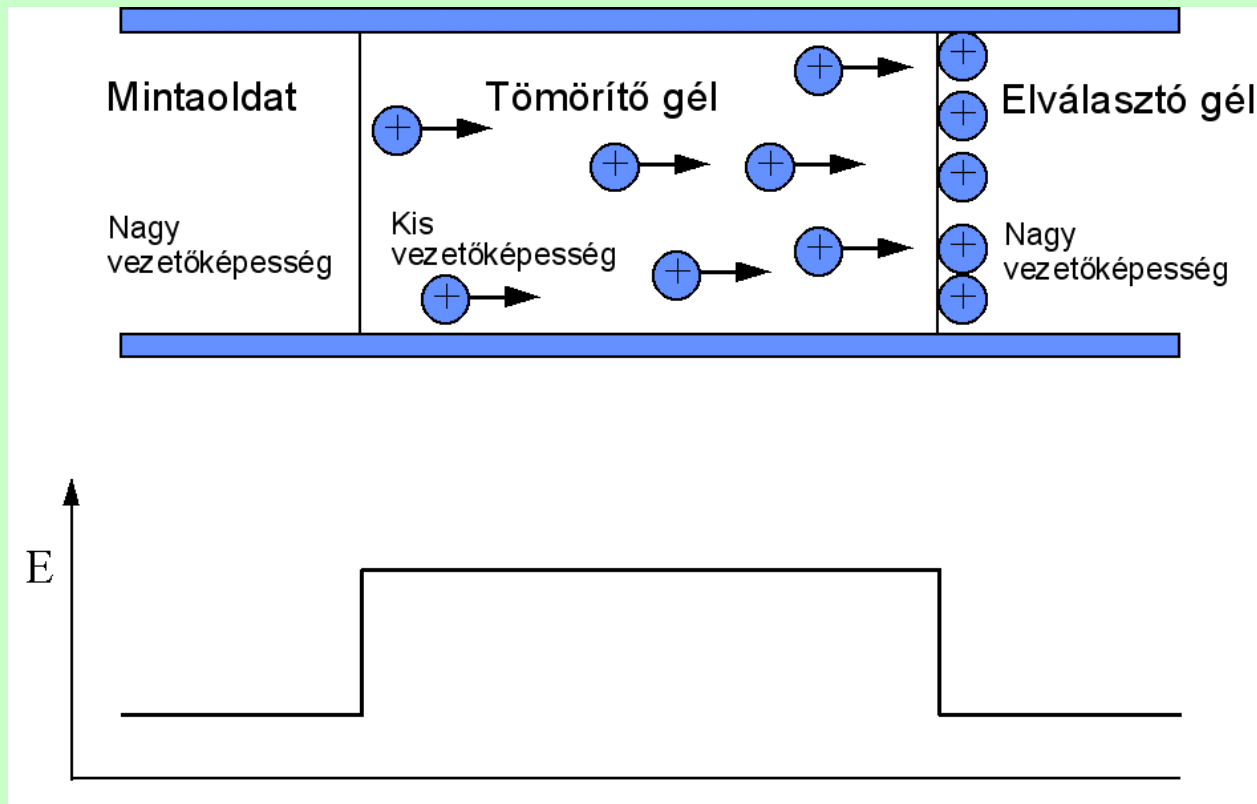 Mintaoldat
Tömörítő gél
Elválasztó gél
Nagy
vezetőképesség
Kis
vezetőképesség
Nagy
vezetőképesség
+
+
+
+
+
+
+
+
+
+
+
+
E